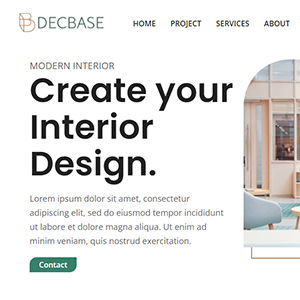 DECBASE
HOME PROJECT SERVICES ABOUT
MODERN INTERIOR
Create your
Interior
Design.
Lorem ipsum dolor sit amet, consectetur
adipiscing elit, sed do eiusmod tempor incididunt
ut labore et dolore magna aliqua. Ut enim ad
minim veniam, quis nostrud exercitation.
Contact